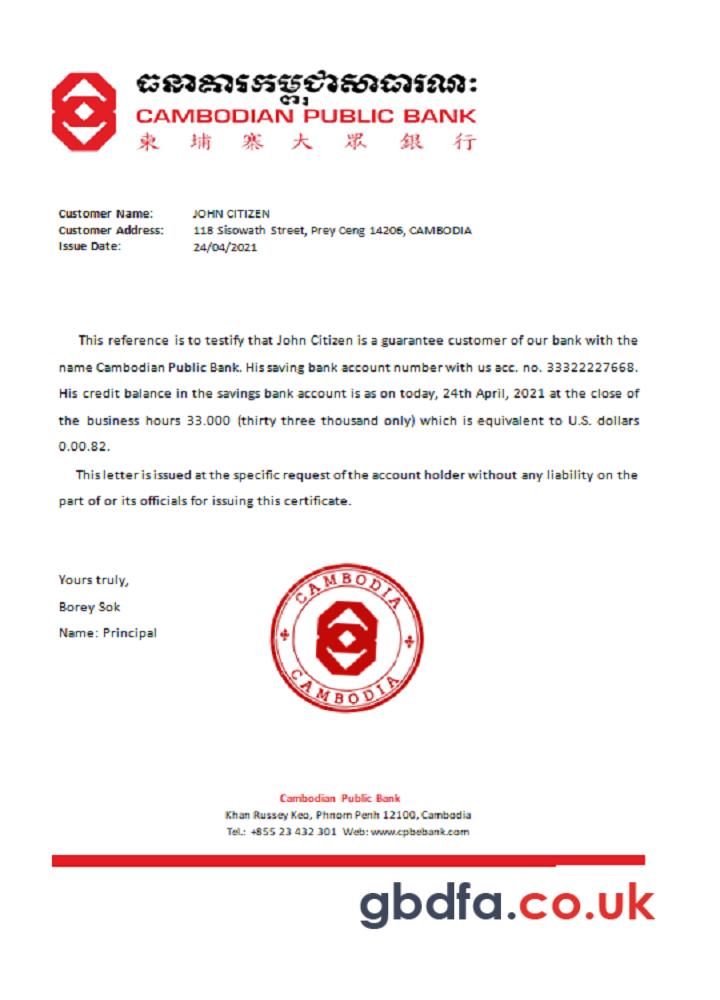 ធនាគារកម្ពុជាសាធារណៈ
CAMBODIAN PUBLIC BANK
東埔寨大眾銀行
Customer Name: JOHN CITIZEN
Customer Address: 118 Sisowath Street, Prey Ceng 14206, CAMBODIA
Issue Date: 24/04/2021
This reference is to testify that John Citizen is a guarantee customer of our bank with the
name Cambodian Public Bank. His saving bank account number with us acc. no. 33322227668.
His credit balance in the savings bank account is as on today, 24th April, 2021 at the close of
the business hours 33.000 (thirty three thousand only) which is equivalent to U.S. dollars
0.00.82.
This letter is issued at the specific request of the account holder without any liability on the
part of or its officials for issuing this certificate.
Yours truly,
Borey Sok
Name: Principal
CAMBODIA
CAMBODIA
Cambodian Public Bank
Khan Russey Keo, Phnom Penh 12100, Cambodia
Tel.: +855 23 432 301 Web: www.cpbebank.com
gbdfa.co.uk